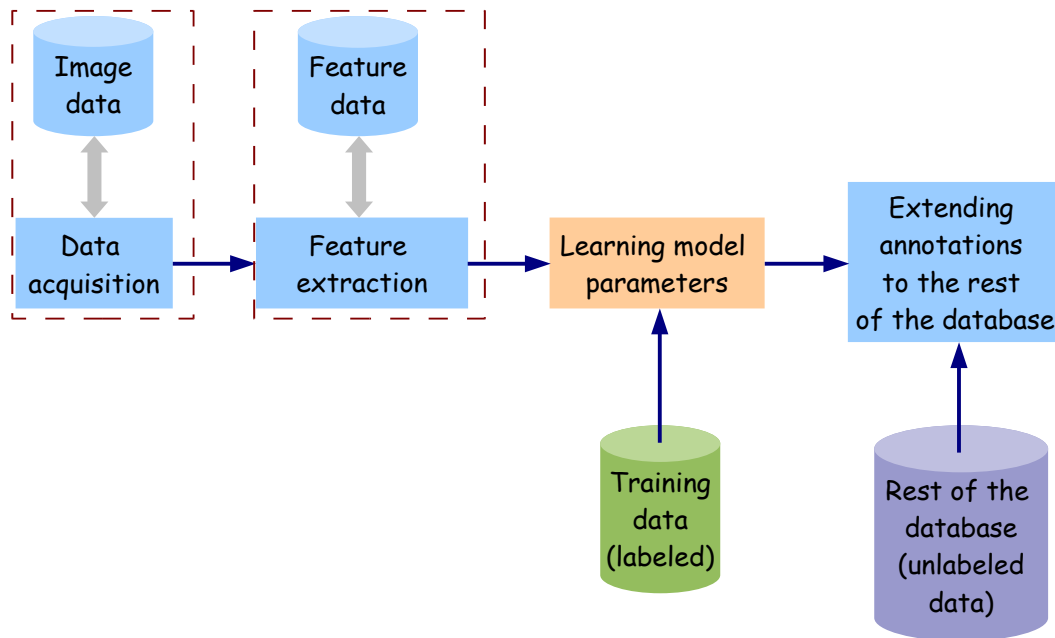 Image
data
Feature
data
Data
acquisition
Feature
extraction
Learning model
parameters
Extending
annotations
to the rest
of the database
Training
data
(labeled)
Rest of the
database
(unlabeled
data)